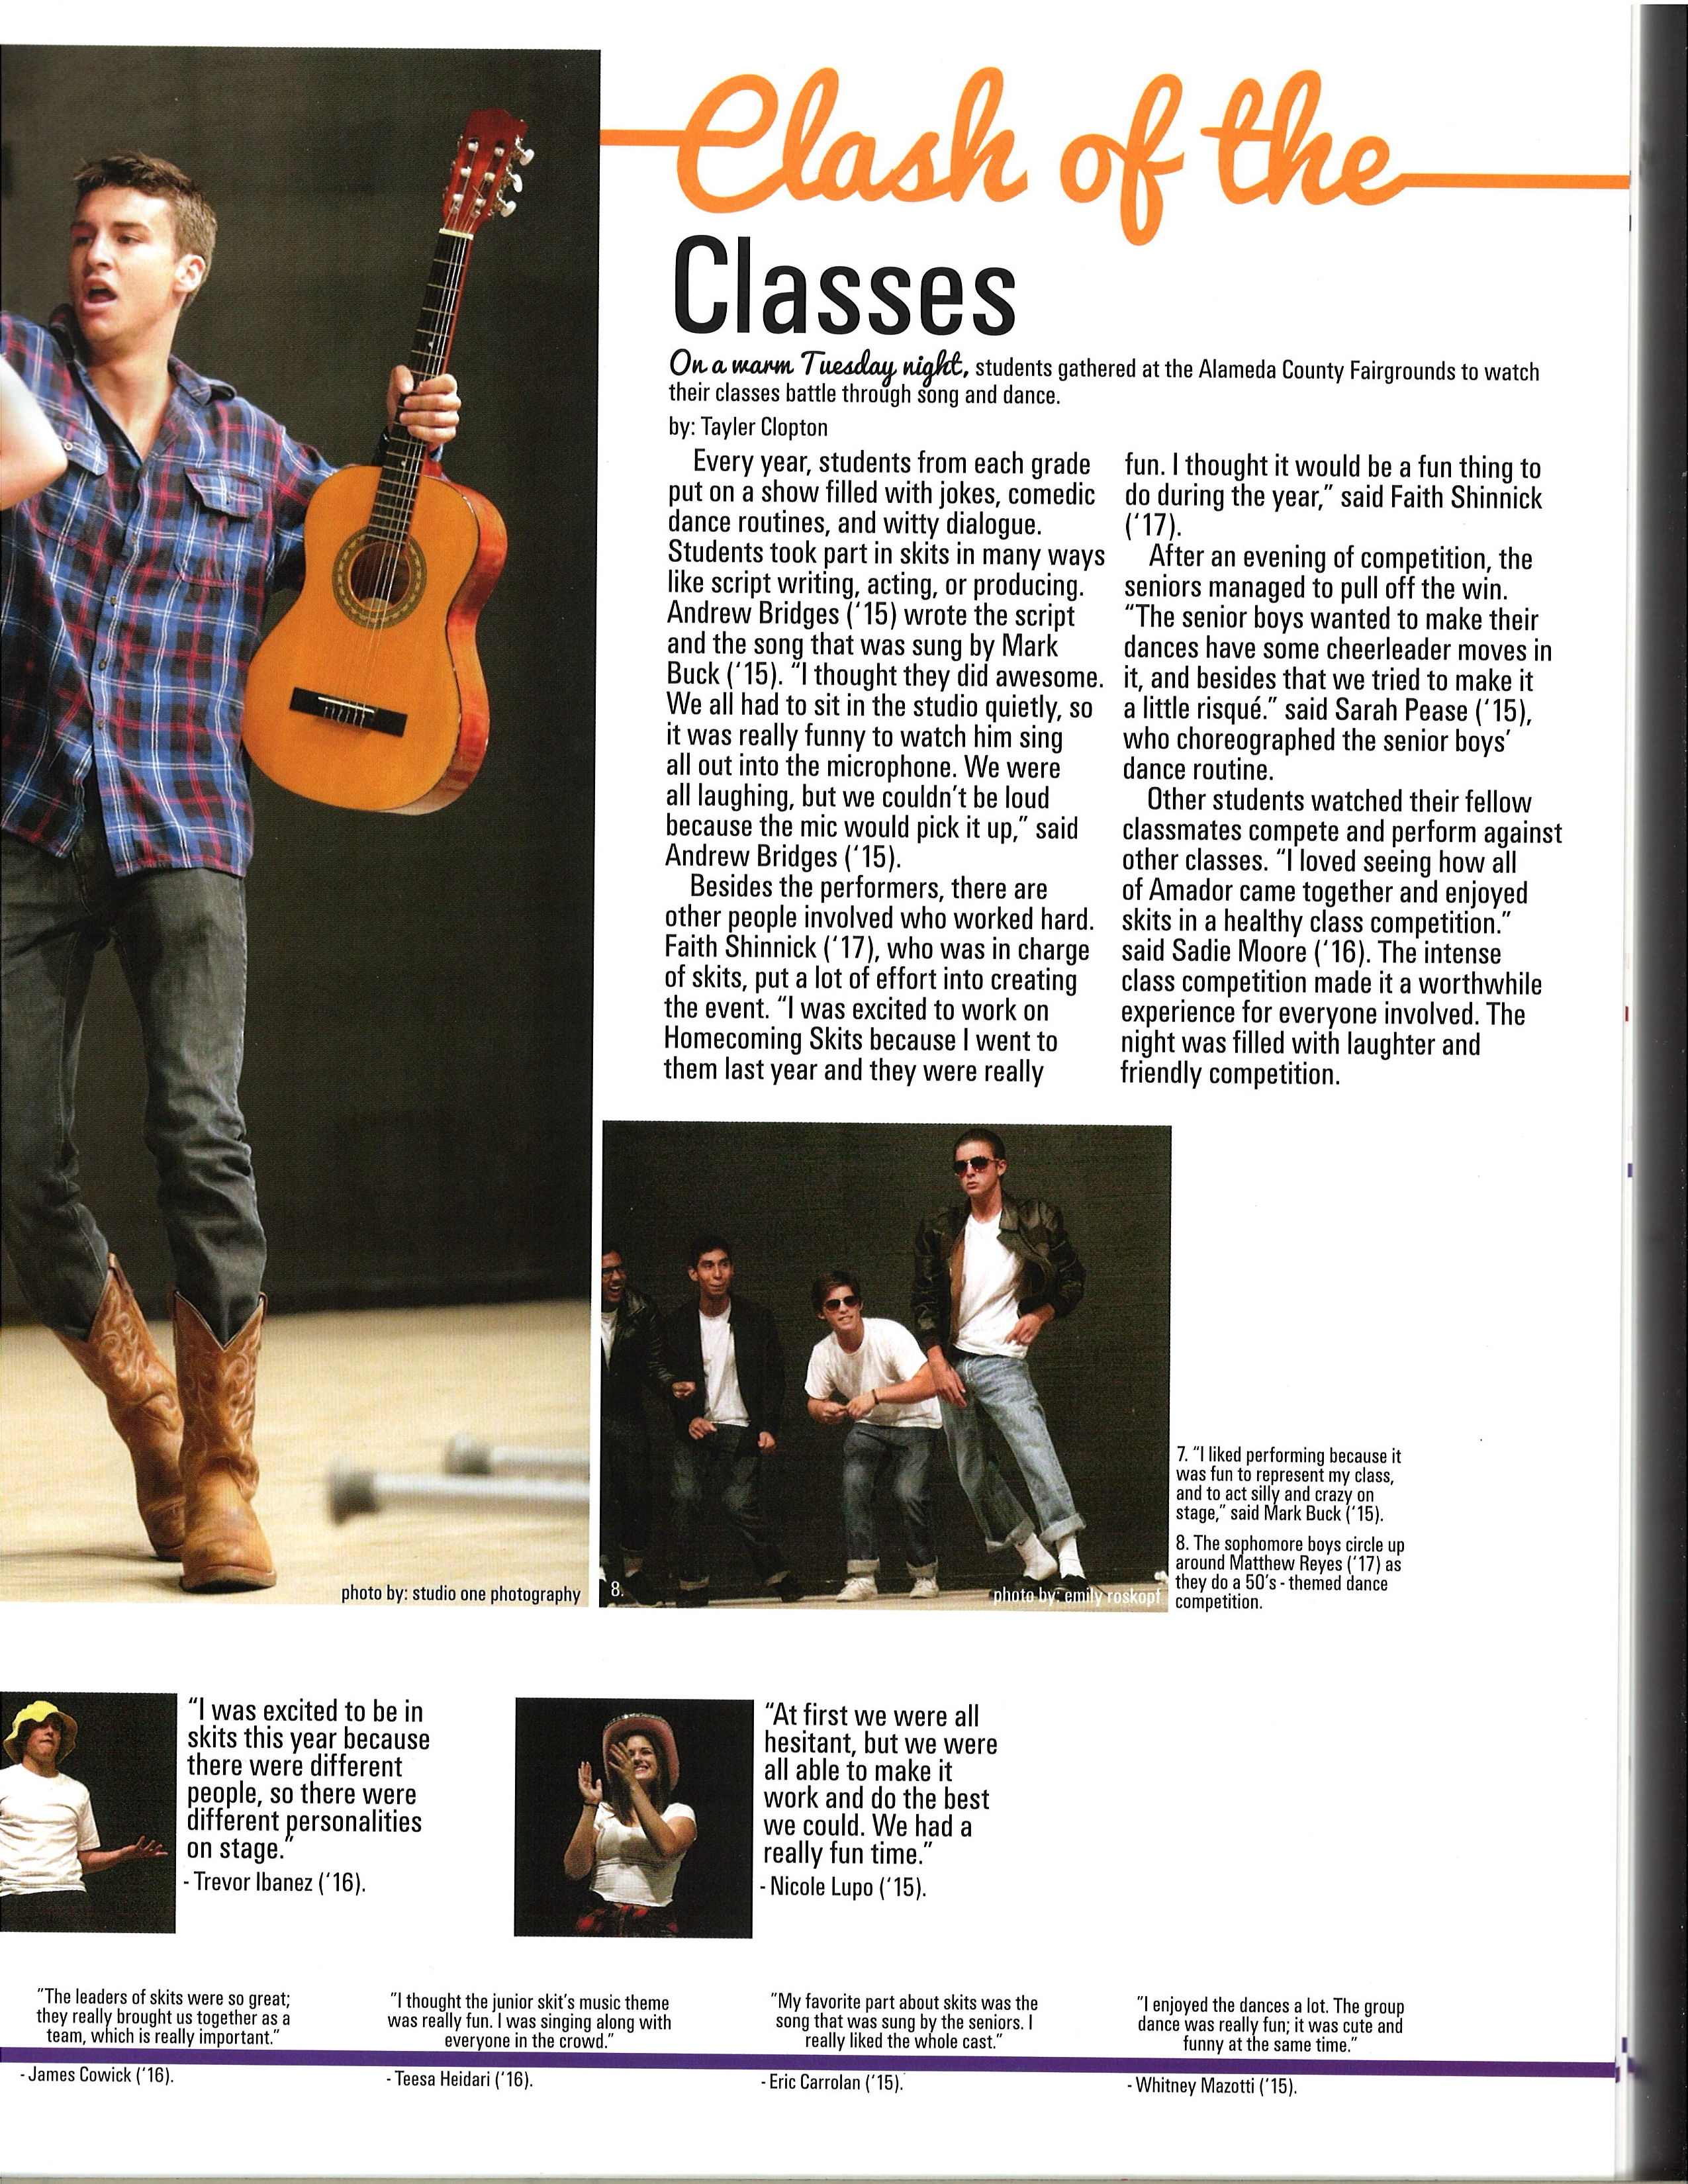 Clash of the
Classes
On a warm Tuesday night, students gathered at the Alameda County Fairgrounds to watch
their classes battle through song and dance.
by: Tayler Clopton
Every year, students from each grade
put on a show filled with jokes, comedic
dance routines, and witty dialogue.
Students took part in skits in many ways
like script writing, acting, or producing.
Andrew Bridges (‘15) wrote the script
and the song that was sung by Mark
Buck (‘15). “I thought they did awesome.
We all had to sit in the studio quietly, so
it was really funny to watch him sing
all out into the microphone. We were
all laughing, but we couldn’t be loud
because the mic would pick it up,” said
Andrew Bridges (‘15).
Besides the performers, there are
other people involved who worked hard.
Faith Shinnick (‘17), who was in charge
of skits, put a lot of effort into creating
the event. “I was excited to work on
Homecoming Skits because I went to
them last year and they were really
fun. I thought it would be a fun thing to
do during the year,” said Faith Shinnick
(‘17).
After an evening of competition, the
seniors managed to pull off the win.
“The senior boys wanted to make their
dances have some cheerleader moves in
it, and besides that we tried to make it
a little risqué.” said Sarah Pease (‘15),
who choreographed the senior boys’
dance routine.
Other students watched their fellow
classmates compete and perform against
other classes. “I loved seeing how all
of Amador came together and enjoyed
skits in a healthy class competition.”
said Sadie Moore (‘16). The intense
class competition made it a worthwhile
experience for everyone involved. The
night was filled with laughter and
friendly competition.
photo by: studio one photography
8.
photo by: emily roskopf
7. “I liked performing because it
was fun to represent my class,
and to act silly and crazy on
stage,” said Mark Buck (‘15).
8. The sophomore boys circle up
around Matthew Reyes (‘17) as
they do a 50’s - themed dance
competition.
“I was excited to be in
skits this year because
there were different
people, so there were
different personalities
on stage.”
- Trevor Ibanez (‘16).
“At first we were all
hesitant, but we were
all able to make it
work and do the best
we could. We had a
really fun time.”
- Nicole Lupo (‘15).
"The leaders of skits were so great;
they really brought us together as a
team, which is really important.”
- James Cowick (‘16).
"I thought the junior skit’s music theme
was really fun. I was singing along with
everyone in the crowd.”
- Teesa Heidari (‘16).
"My favorite part about skits was the
song that was sung by the seniors. I
really liked the whole cast.”
- Eric Carrolan (‘15).
"I enjoyed the dances a lot. The group
dance was really fun; it was cute and
funny at the same time.”
- Whitney Mazotti (‘15).